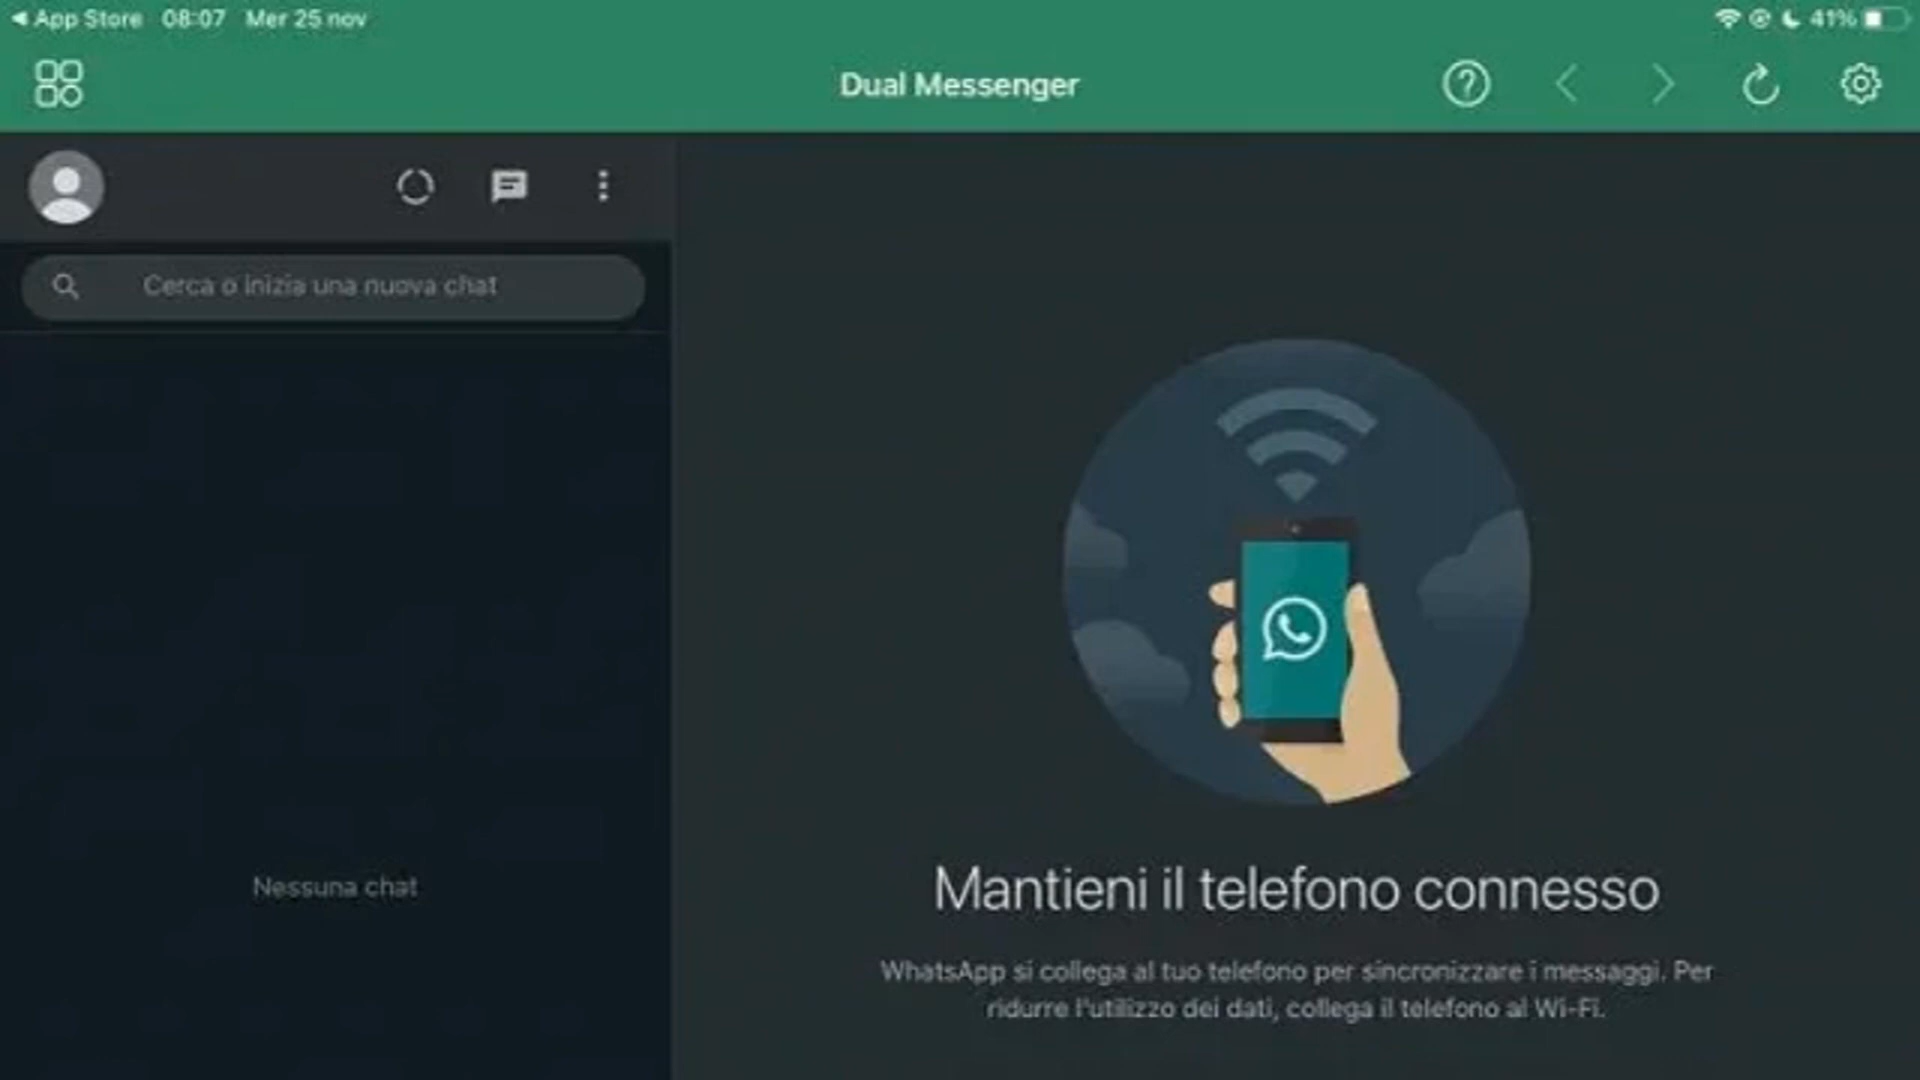 App Store 08:07 Mer 25 nov
41%
Dual Messenger
Cerca o inizia una nuova chat
Nessuna chat
Mantieni il telefono connesso
WhatsApp si collega al tuo telefono per sincronizzare i messaggi. Per
ridurre l'utilizzo dei dati, collega il telefono al Wi-Fi.